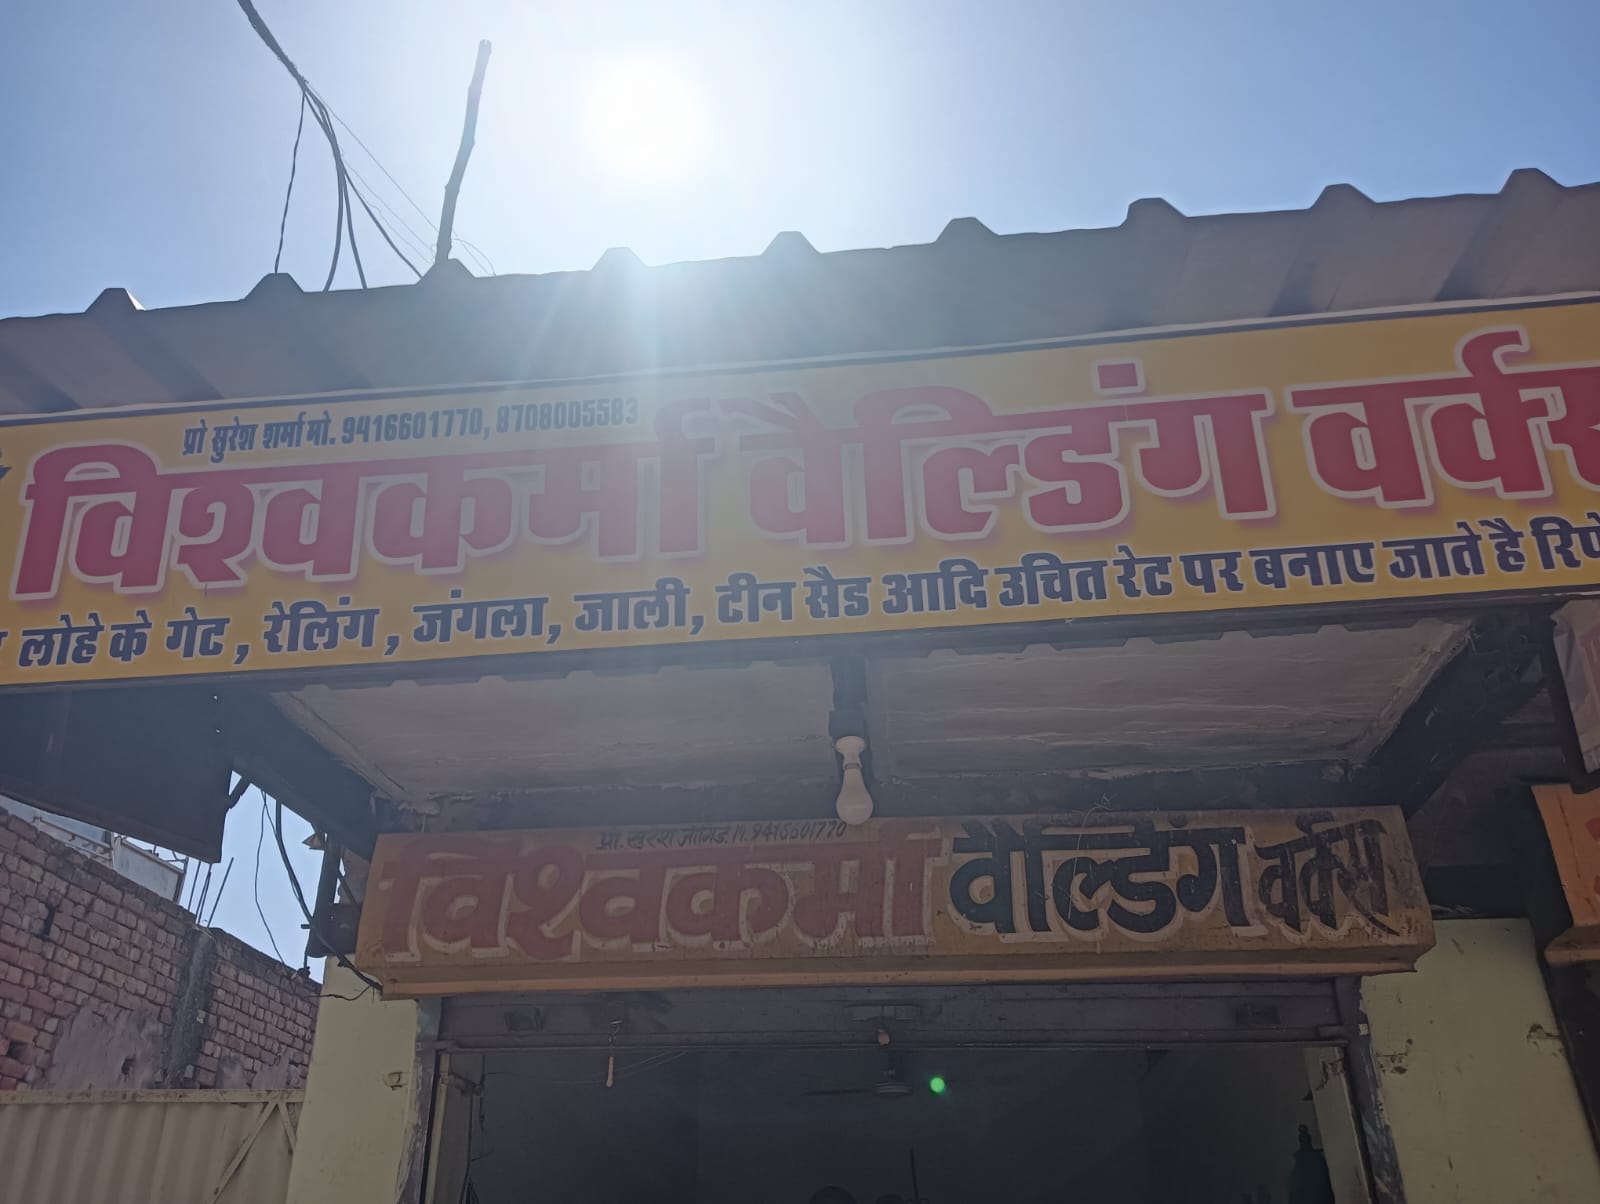 प्रो सुरेश शर्मा मो. 9416601770, 8708005583
विश्वकर्मा वैल्डिंग वर्क्स
लोहे के गेट, रेलिंग, जंगला, जाली, टीन सैड आदि उचित रेट पर बनाए जाते है
प्रो. सुरेश जांगिड़ M. 9416601770
विश्वकर्मा वैल्डिंग वर्क्स